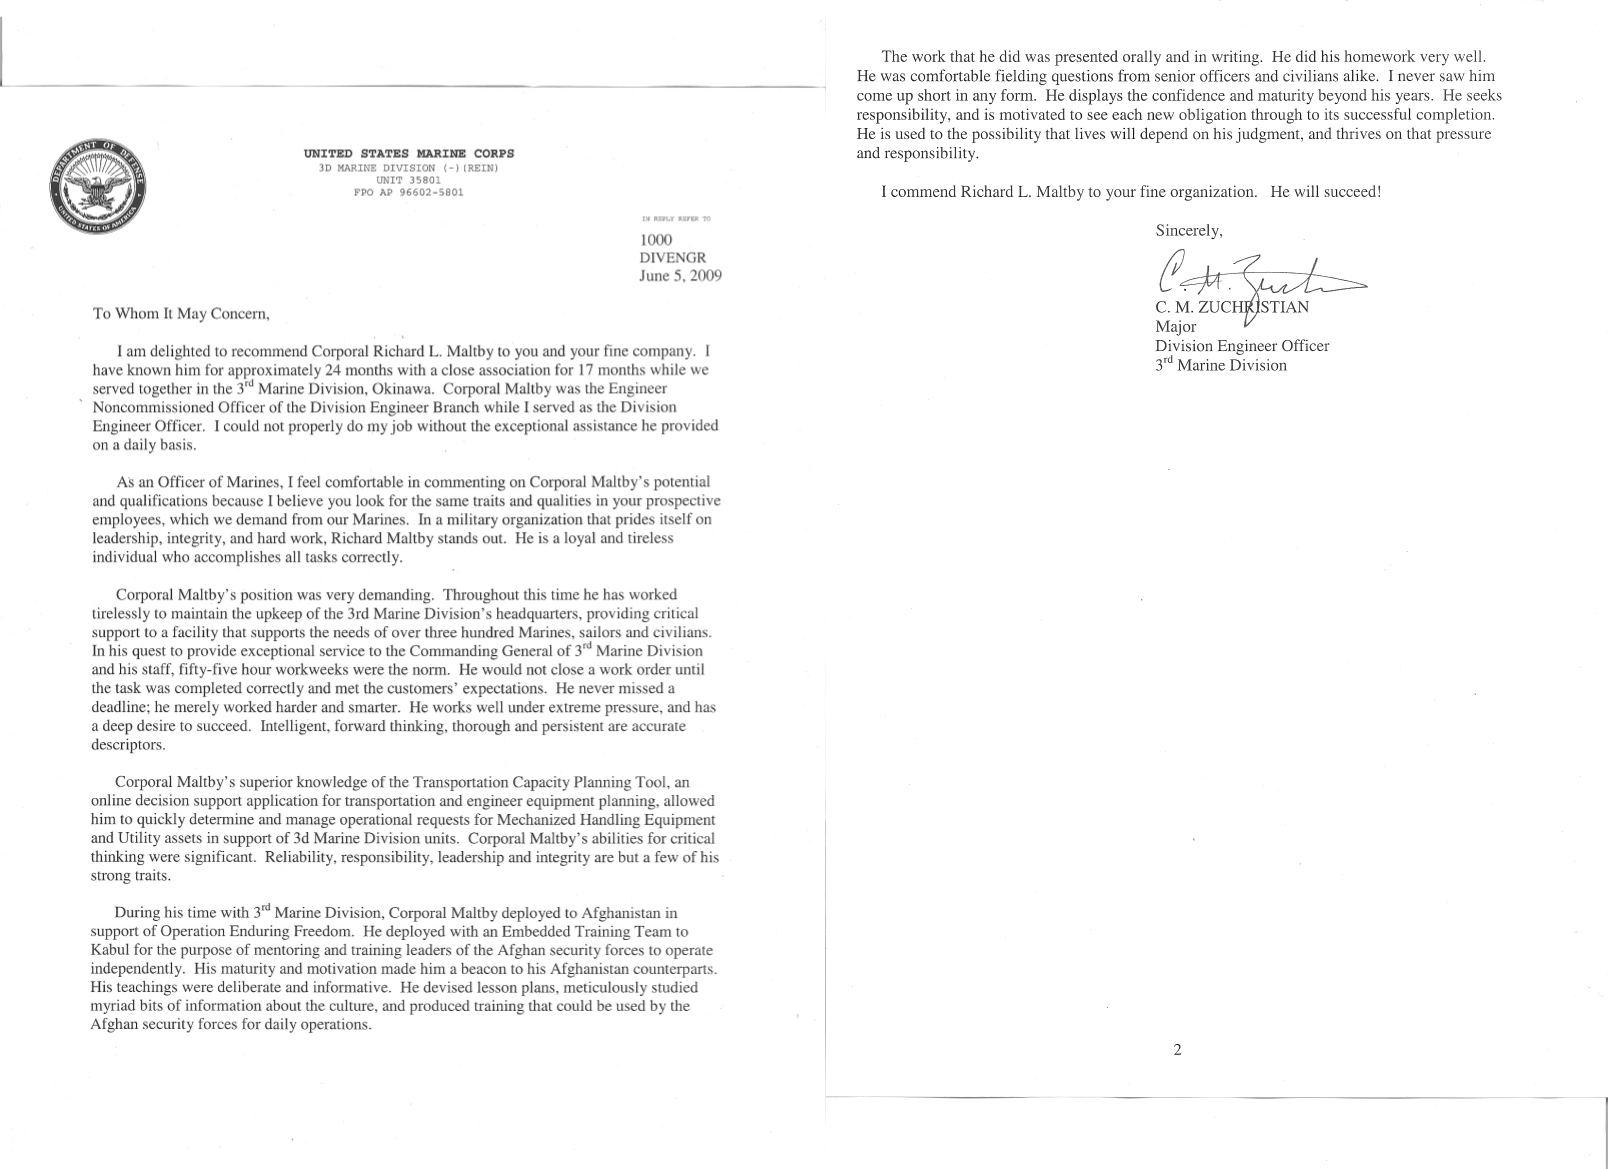 DEPARTMENT OF DEFENSE
UNITED STATES OF AMERICA
UNITED STATES MARINE CORPS
3D MARINE DIVISION (-)(REIN)
UNIT 35801
FPO AP 96602-5801
IN REPLY REFER TO
1000
DIVENGR
June 5, 2009
To Whom It May Concern,
I am delighted to recommend Corporal Richard L. Maltby to you and your fine company. I
have known him for approximately 24 months with a close association for 17 months while we
served together in the 3rd Marine Division, Okinawa. Corporal Maltby was the Engineer
Noncommissioned Officer of the Division Engineer Branch while I served as the Division
Engineer Officer. I could not properly do my job without the exceptional assistance he provided
on a daily basis.
As an Officer of Marines, I feel comfortable in commenting on Corporal Maltby's potential
and qualifications because I believe you look for the same traits and qualities in your prospective
employees, which we demand from our Marines. In a military organization that prides itself on
leadership, integrity, and hard work, Richard Maltby stands out. He is a loyal and tireless
individual who accomplishes all tasks correctly.
Corporal Maltby's position was very demanding. Throughout this time he has worked
tirelessly to maintain the upkeep of the 3rd Marine Division's headquarters, providing critical
support to a facility that supports the needs of over three hundred Marines, sailors and civilians.
In his quest to provide exceptional service to the Commanding General of 3rd Marine Division
and his staff, fifty-five hour workweeks were the norm. He would not close a work order until
the task was completed correctly and met the customers' expectations. He never missed a
deadline; he merely worked harder and smarter. He works well under extreme pressure, and has
a deep desire to succeed. Intelligent, forward thinking, thorough and persistent are accurate
descriptors.
Corporal Maltby's superior knowledge of the Transportation Capacity Planning Tool, an
online decision support application for transportation and engineer equipment planning, allowed
him to quickly determine and manage operational requests for Mechanized Handling Equipment
and Utility assets in support of 3d Marine Division units. Corporal Maltby's abilities for critical
thinking were significant. Reliability, responsibility, leadership and integrity are but a few of his
strong traits.
During his time with 3rd Marine Division, Corporal Maltby deployed to Afghanistan in
support of Operation Enduring Freedom. He deployed with an Embedded Training Team to
Kabul for the purpose of mentoring and training leaders of the Afghan security forces to operate
independently. His maturity and motivation made him a beacon to his Afghanistan counterparts.
His teachings were deliberate and informative. He devised lesson plans, meticulously studied
myriad bits of information about the culture, and produced training that could be used by the
Afghan security forces for daily operations.
The work that he did was presented orally and in writing. He did his homework very well.
He was comfortable fielding questions from senior officers and civilians alike. I never saw him
come up short in any form. He displays the confidence and maturity beyond his years. He seeks
responsibility, and is motivated to see each new obligation through to its successful completion.
He is used to the possibility that lives will depend on his judgment, and thrives on that pressure
and responsibility.
I commend Richard L. Maltby to your fine organization. He will succeed!
Sincerely,
C. M. ZUCHRISTIAN
Major
Division Engineer Officer
3rd Marine Division
2